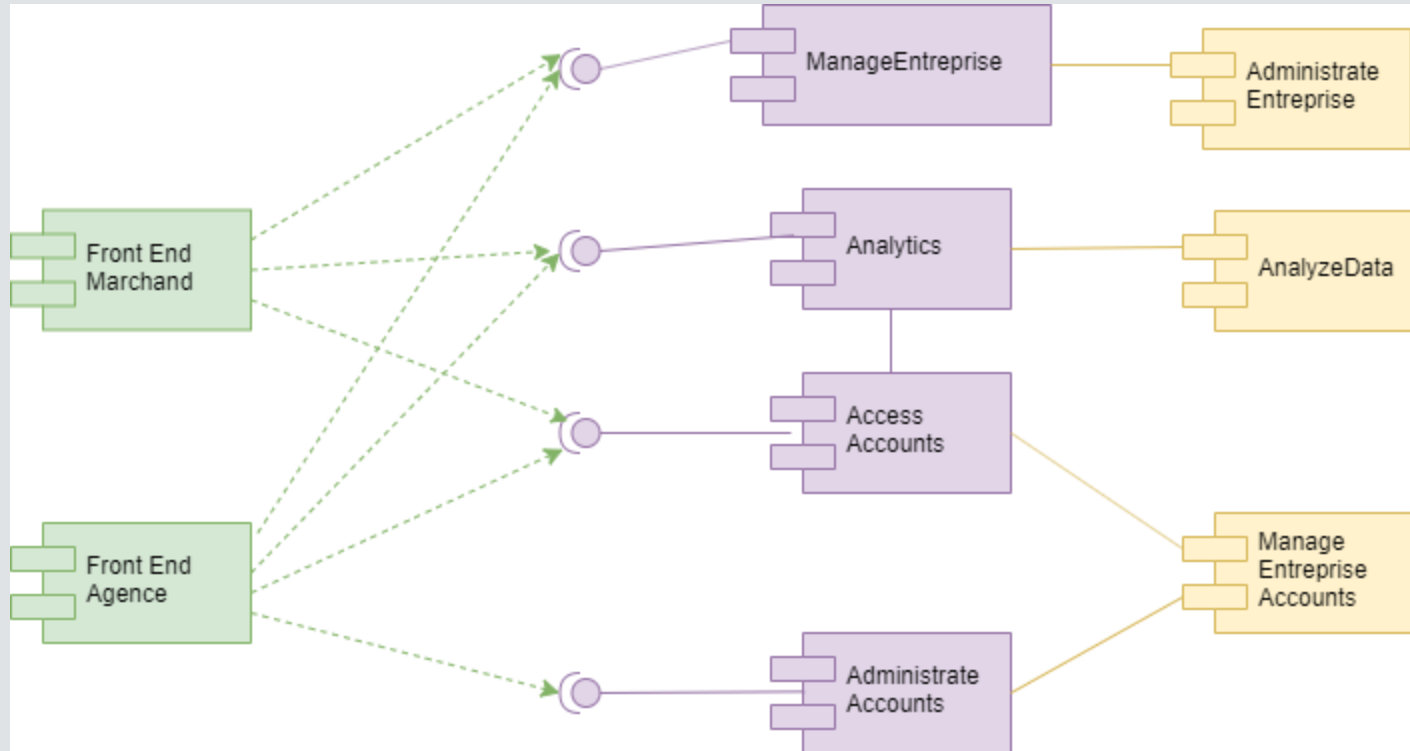 ManageEntreprise
Administrate
Entreprise
Front End
Marchand
Analytics
AnalyzeData
Access
Accounts
Front End
Agence
Manage
Entreprise
Accounts
Administrate
Accounts